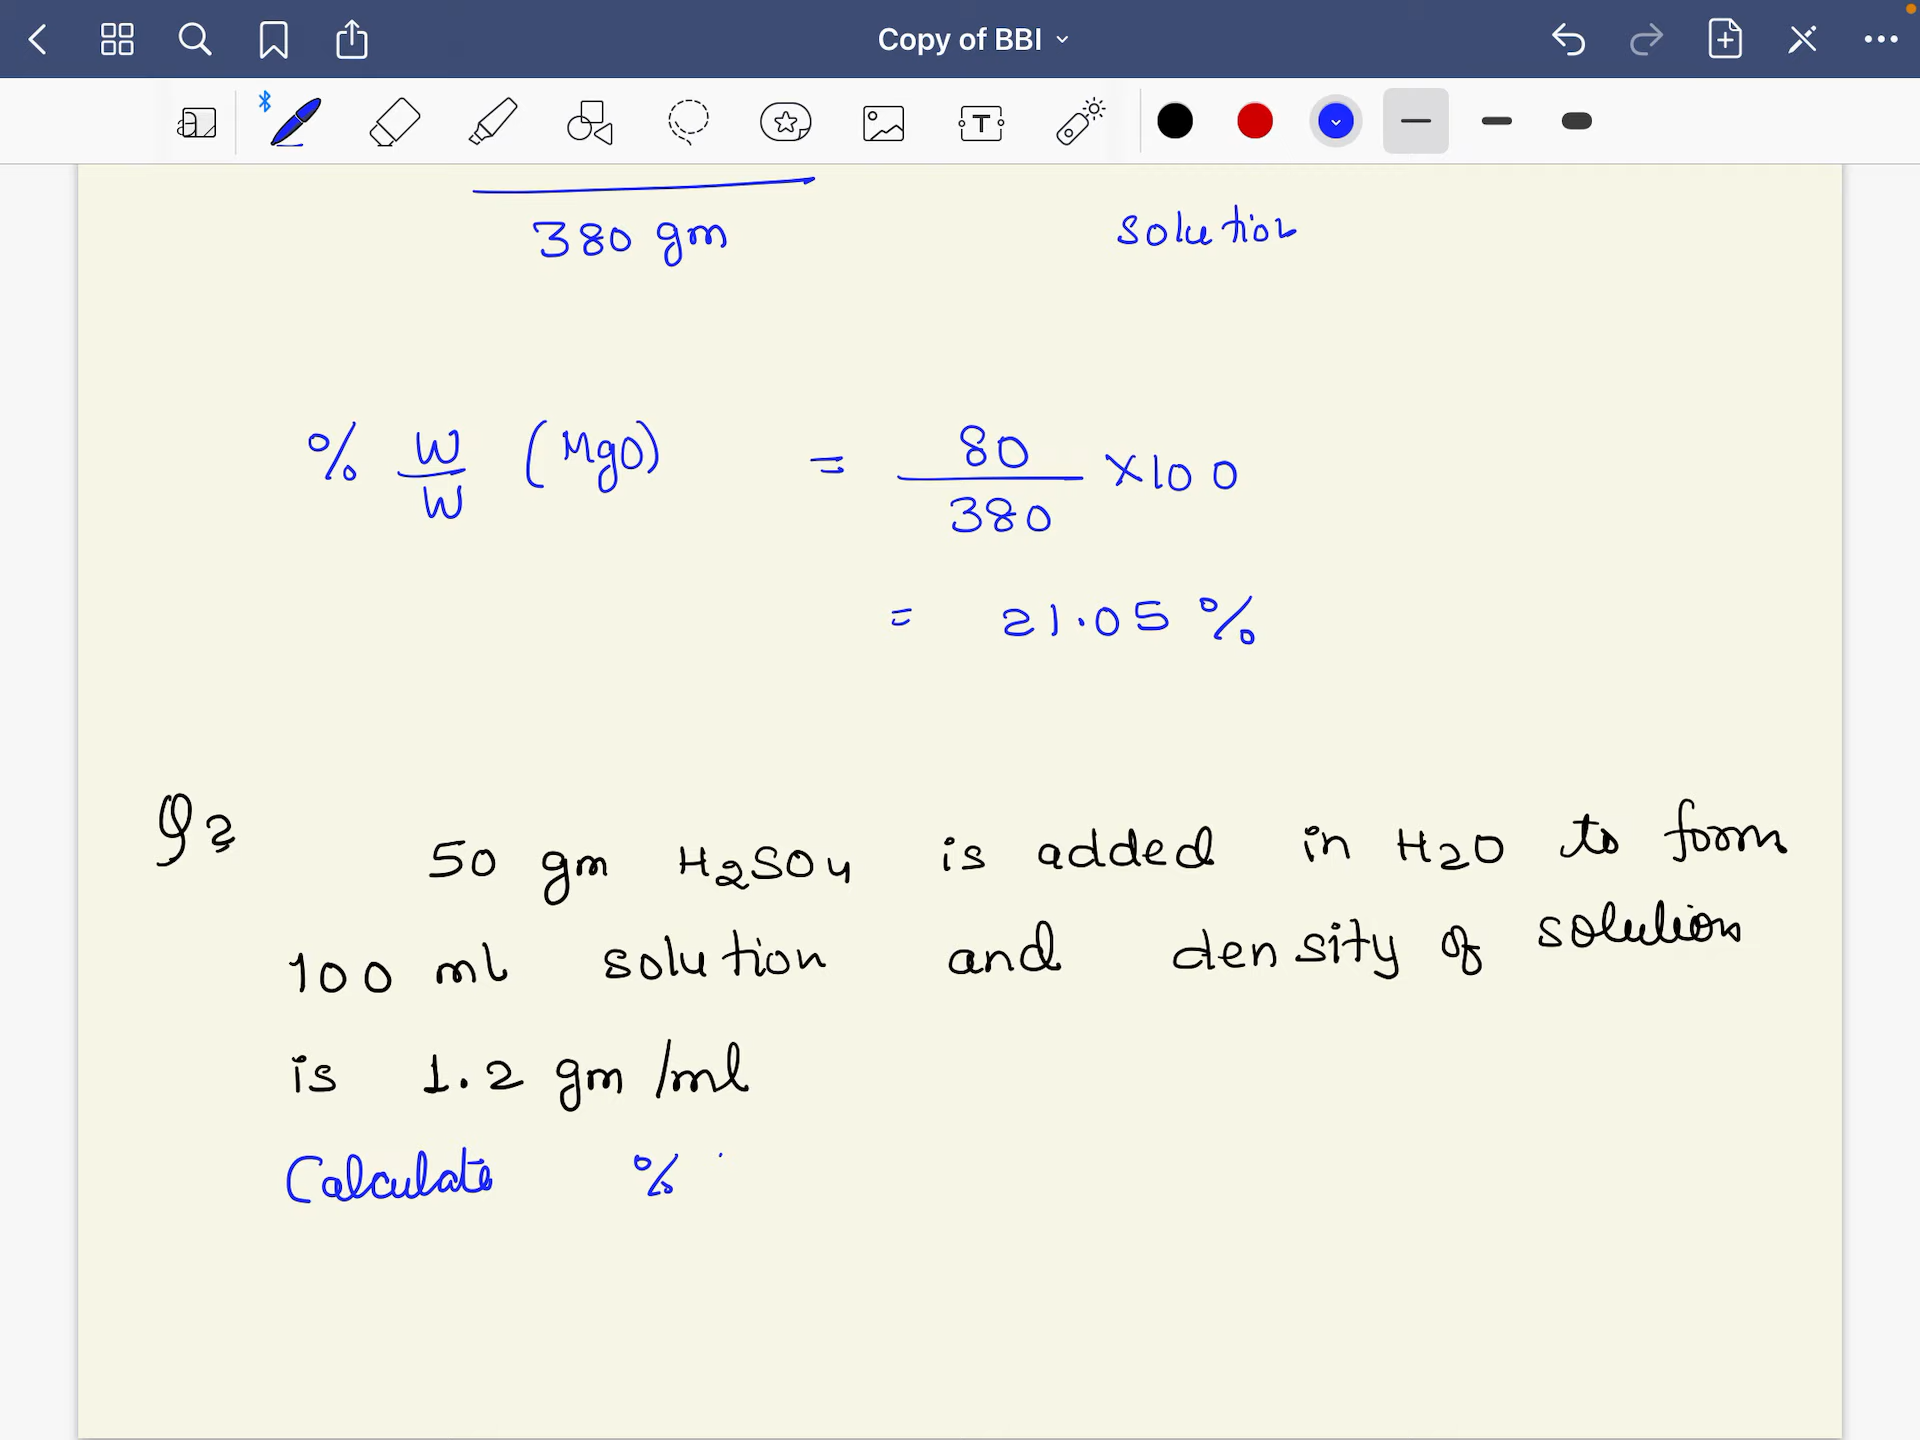 Copy of BBI
T
380 gm solution
% W/W (MgO) = 80/380 ×100
= 21.05 %
Q2
50 gm H2SO4 is added in H2O to form
100 ml solution and density of solution
is 1.2 gm/ml
Calculate %